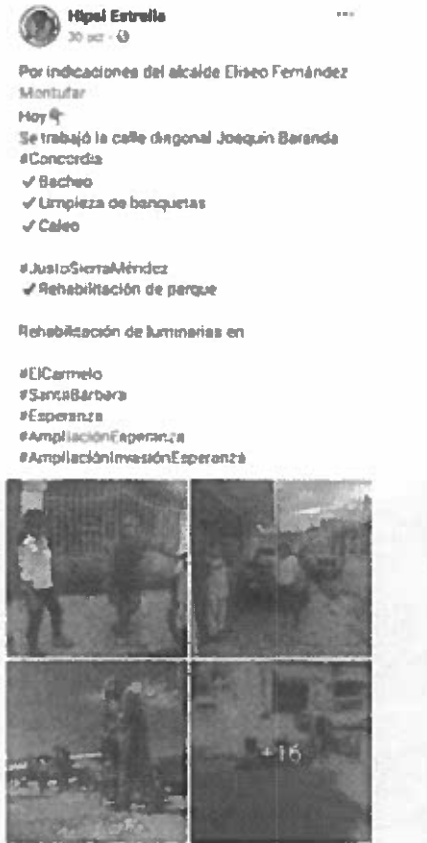 Hipsi Estrella
30 oct ·
Por indicaciones del alcalde Eliseo Fernández
Montufar
Hoy
Se trabajó la calle diagonal Joaquín Baranda
#Concordia
✓ Bacheo
✓ Limpieza de banquetas
✓ Caleo
#JustoSierraMéndez
✓ Rehabilitación de parque
Rehabilitación de luminarias en
#ElCarmelo
#SantaBárbara
#Esperanza
#AmpliaciónEsperanza
#AmpliaciónInvasiónEsperanza
+16